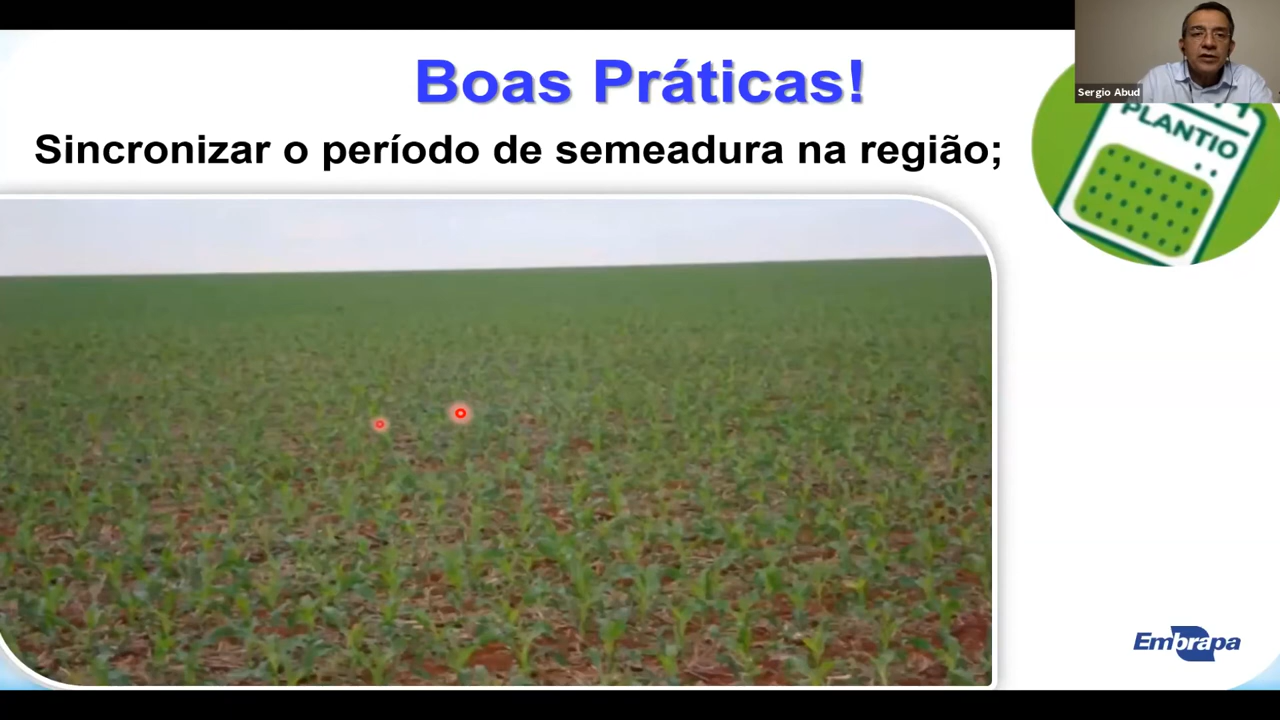 Boas Práticas!
Sincronizar o período de semeadura na região;
Sergio Abud
PLANTIO
Embrapa